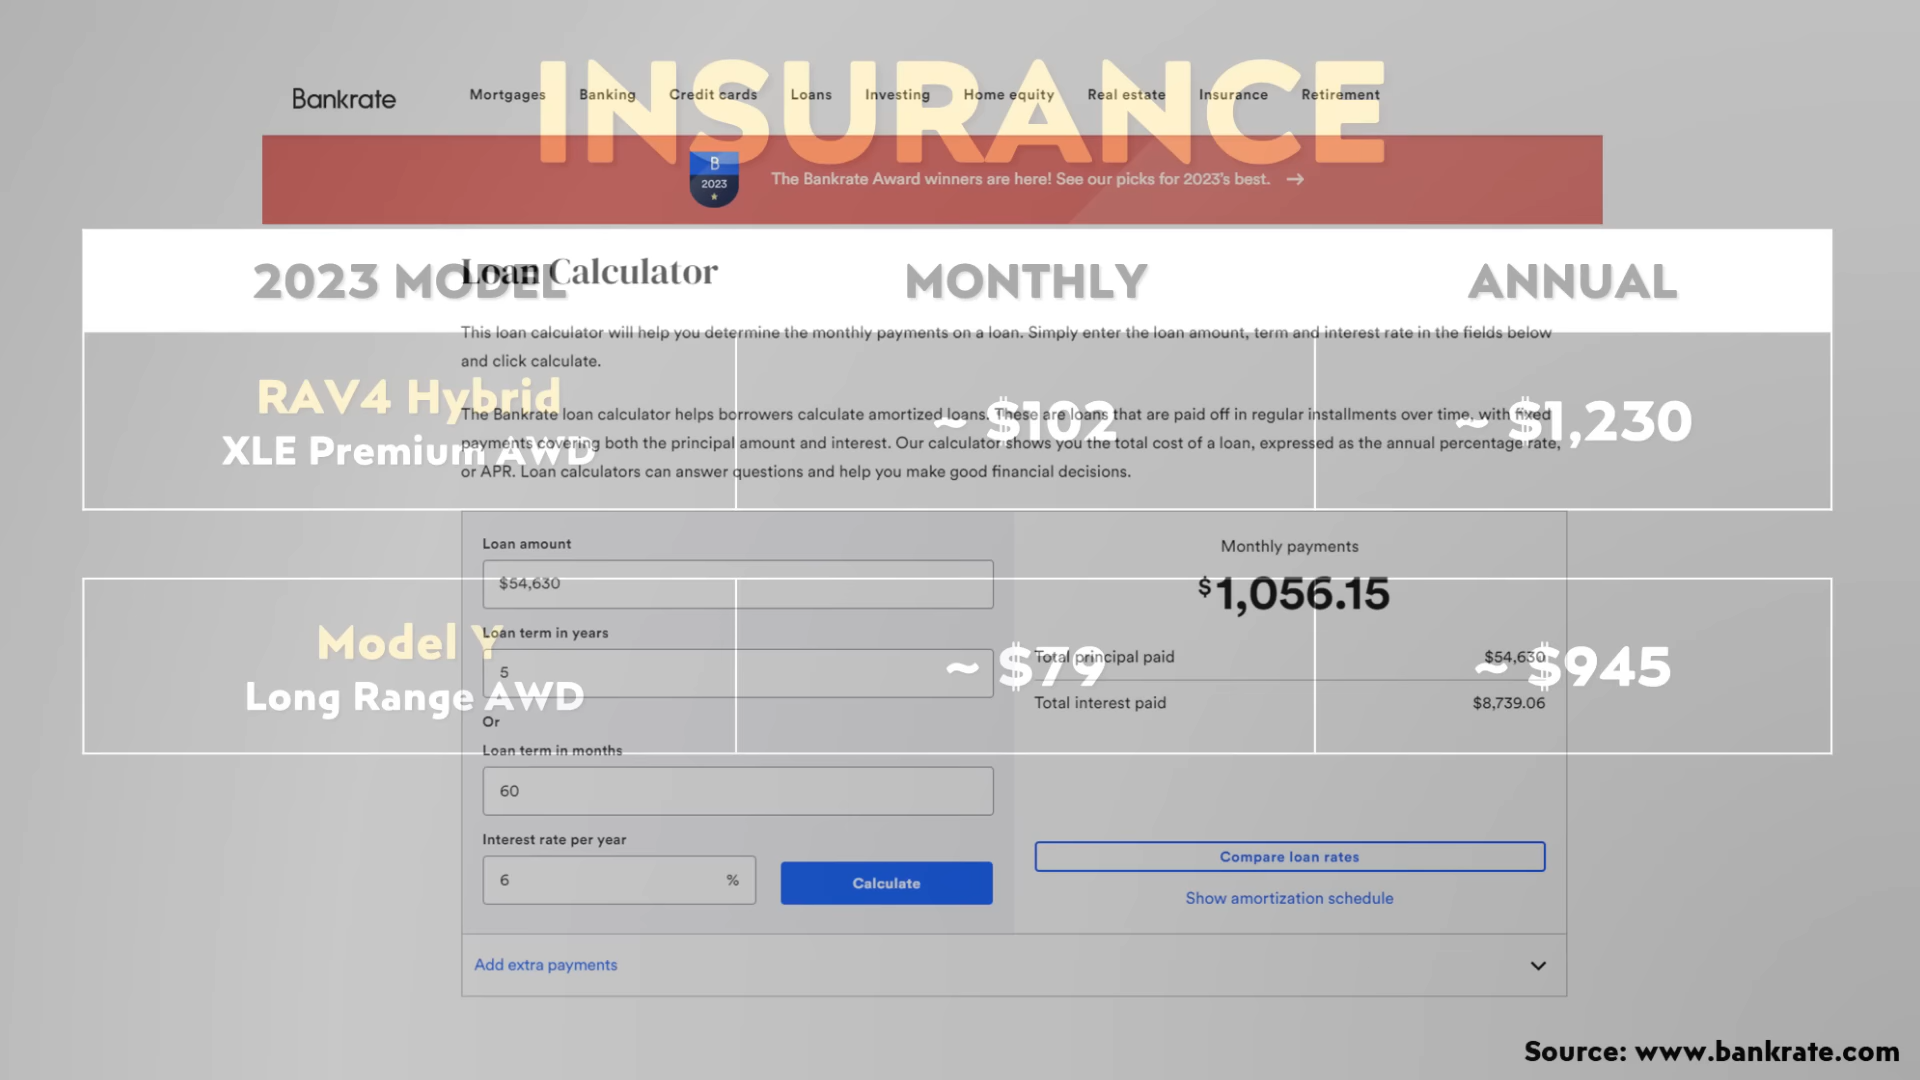 INSURANCE
Bankrate
Mortgages Banking Credit cards Loans Investing Home equity Real estate Insurance Retirement
B
2023
The Bankrate Award winners are here! See our picks for 2023's best. →
2023 MODEL MONTHLY ANNUAL
Loan Calculator
This loan calculator will help you determine the monthly payments on a loan. Simply enter the loan amount, term and interest rate in the fields below
and click calculate.
RAV4 Hybrid
XLE Premium AWD
~ $102
~ $1,230
The Bankrate loan calculator helps borrowers calculate amortized loans. These are loans that are paid off in regular installments over time, with fixed
payments covering both the principal amount and interest. Our calculator shows you the total cost of a loan, expressed as the annual percentage rate,
or APR. Loan calculators can answer questions and help you make good financial decisions.
Loan amount
$54,630
Monthly payments
$1,056.15
Model Y
Long Range AWD
~ $79
~ $945
Loan term in years
5
Or
Loan term in months
60
Total principal paid $54,630
Total interest paid $8,739.06
Interest rate per year
6 %
Calculate
Compare loan rates
Show amortization schedule
Add extra payments
Source: www.bankrate.com